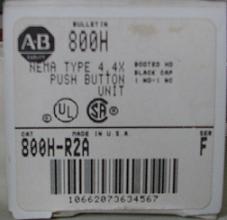 BULLETIN
AB 800H
NEMA TYPE 4,4X BOOTED HD
PUSH BUTTON BLACK CAP
UNIT 1 NO-1 NC
UL SA
CAT MADE IN U.S.A. SER
800H-R2A F
10662073634567